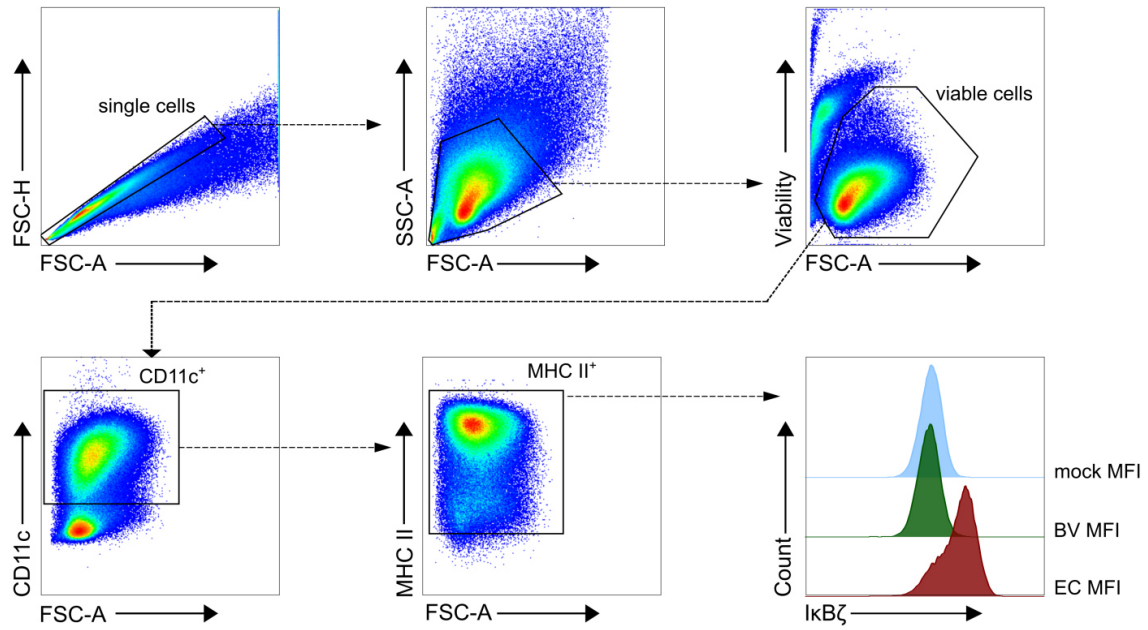 single cells
FSC-H
FSC-A
SSC-A
FSC-A
viable cells
Viability
FSC-A
CD11c⁺
CD11c
FSC-A
MHC II⁺
MHC II
FSC-A
mock MFI
BV MFI
EC MFI
Count
IκBζ